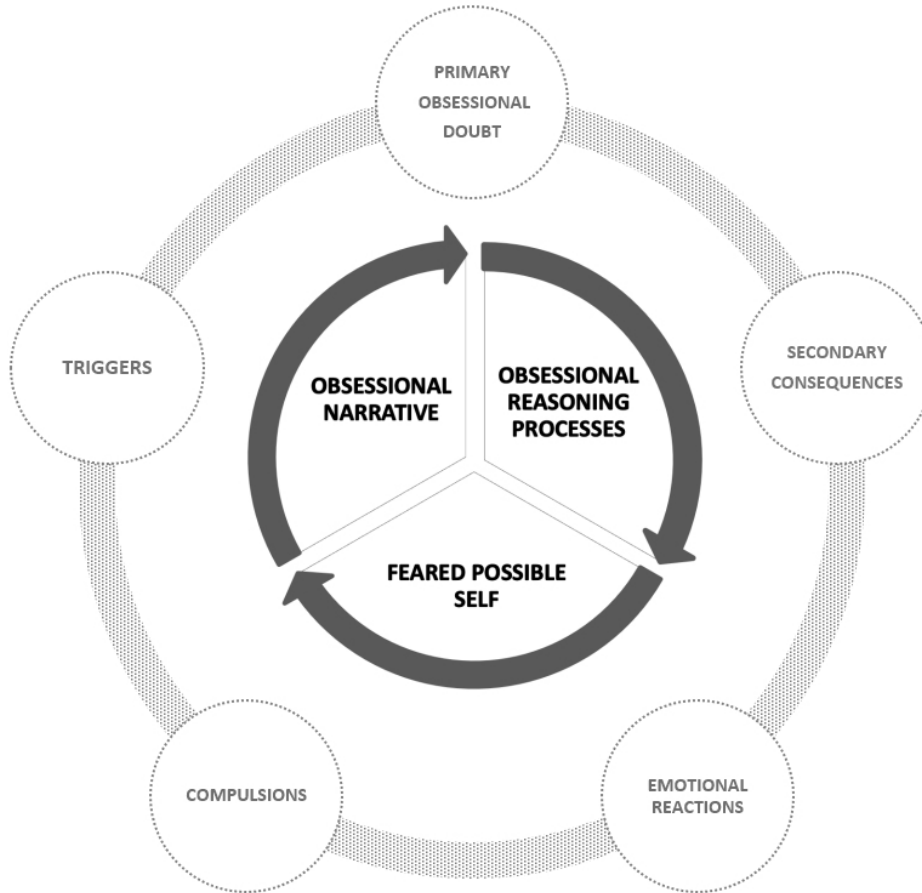 PRIMARY
OBSESSIONAL
DOUBT
TRIGGERS
SECONDARY
CONSEQUENCES
OBSESSIONAL
NARRATIVE
OBSESSIONAL
REASONING
PROCESSES
FEARED POSSIBLE
SELF
COMPULSIONS
EMOTIONAL
REACTIONS